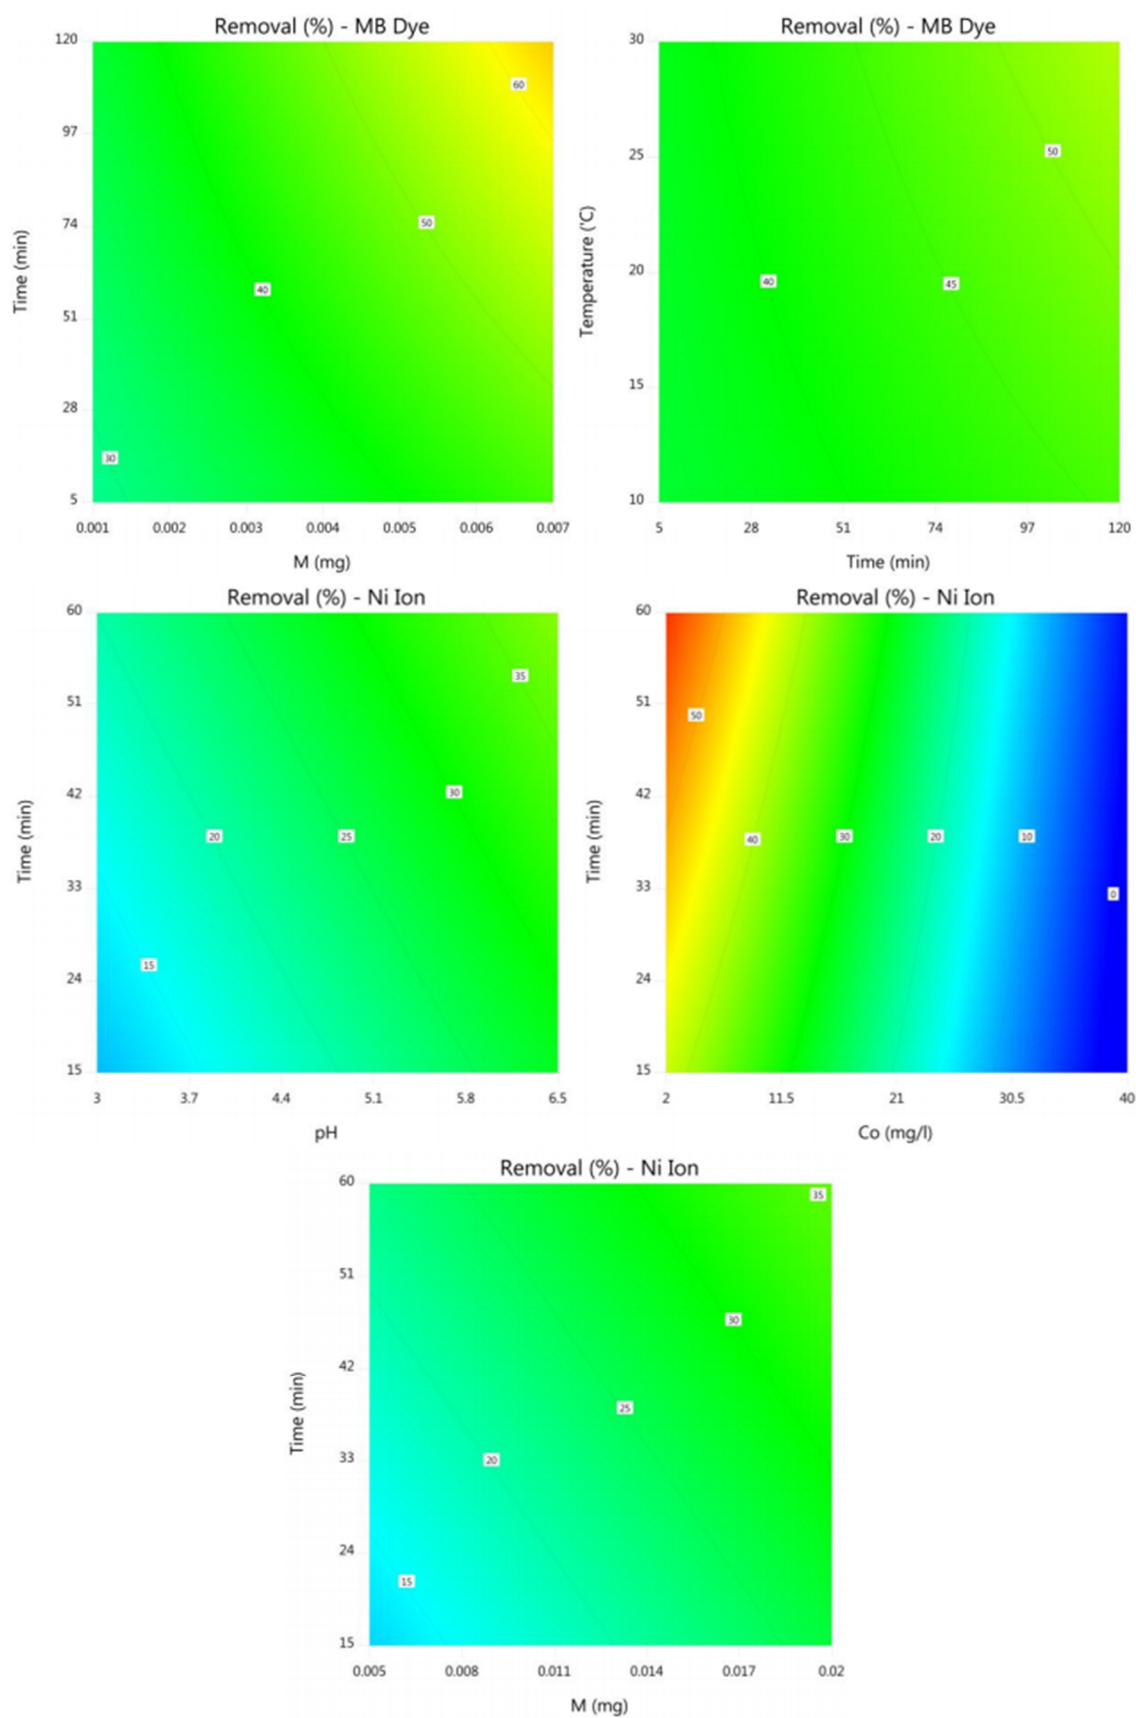 Removal (%) - MB Dye
120
97
74
51
28
5
Time (min)
60
50
40
30
0.001 0.002 0.003 0.004 0.005 0.006 0.007
M (mg)
Removal (%) - MB Dye
30
25
20
15
10
Temperature ('C)
50
40
45
5 28 51 74 97 120
Time (min)
Removal (%) - Ni Ion
60
51
42
33
24
15
Time (min)
35
30
20
25
15
3 3.7 4.4 5.1 5.8 6.5
pH
Removal (%) - Ni Ion
60
51
42
33
24
15
Time (min)
50
40
30
20
10
0
2 11.5 21 30.5 40
Co (mg/l)
Removal (%) - Ni Ion
60
51
42
33
24
15
Time (min)
35
30
25
20
15
0.005 0.008 0.011 0.014 0.017 0.02
M (mg)